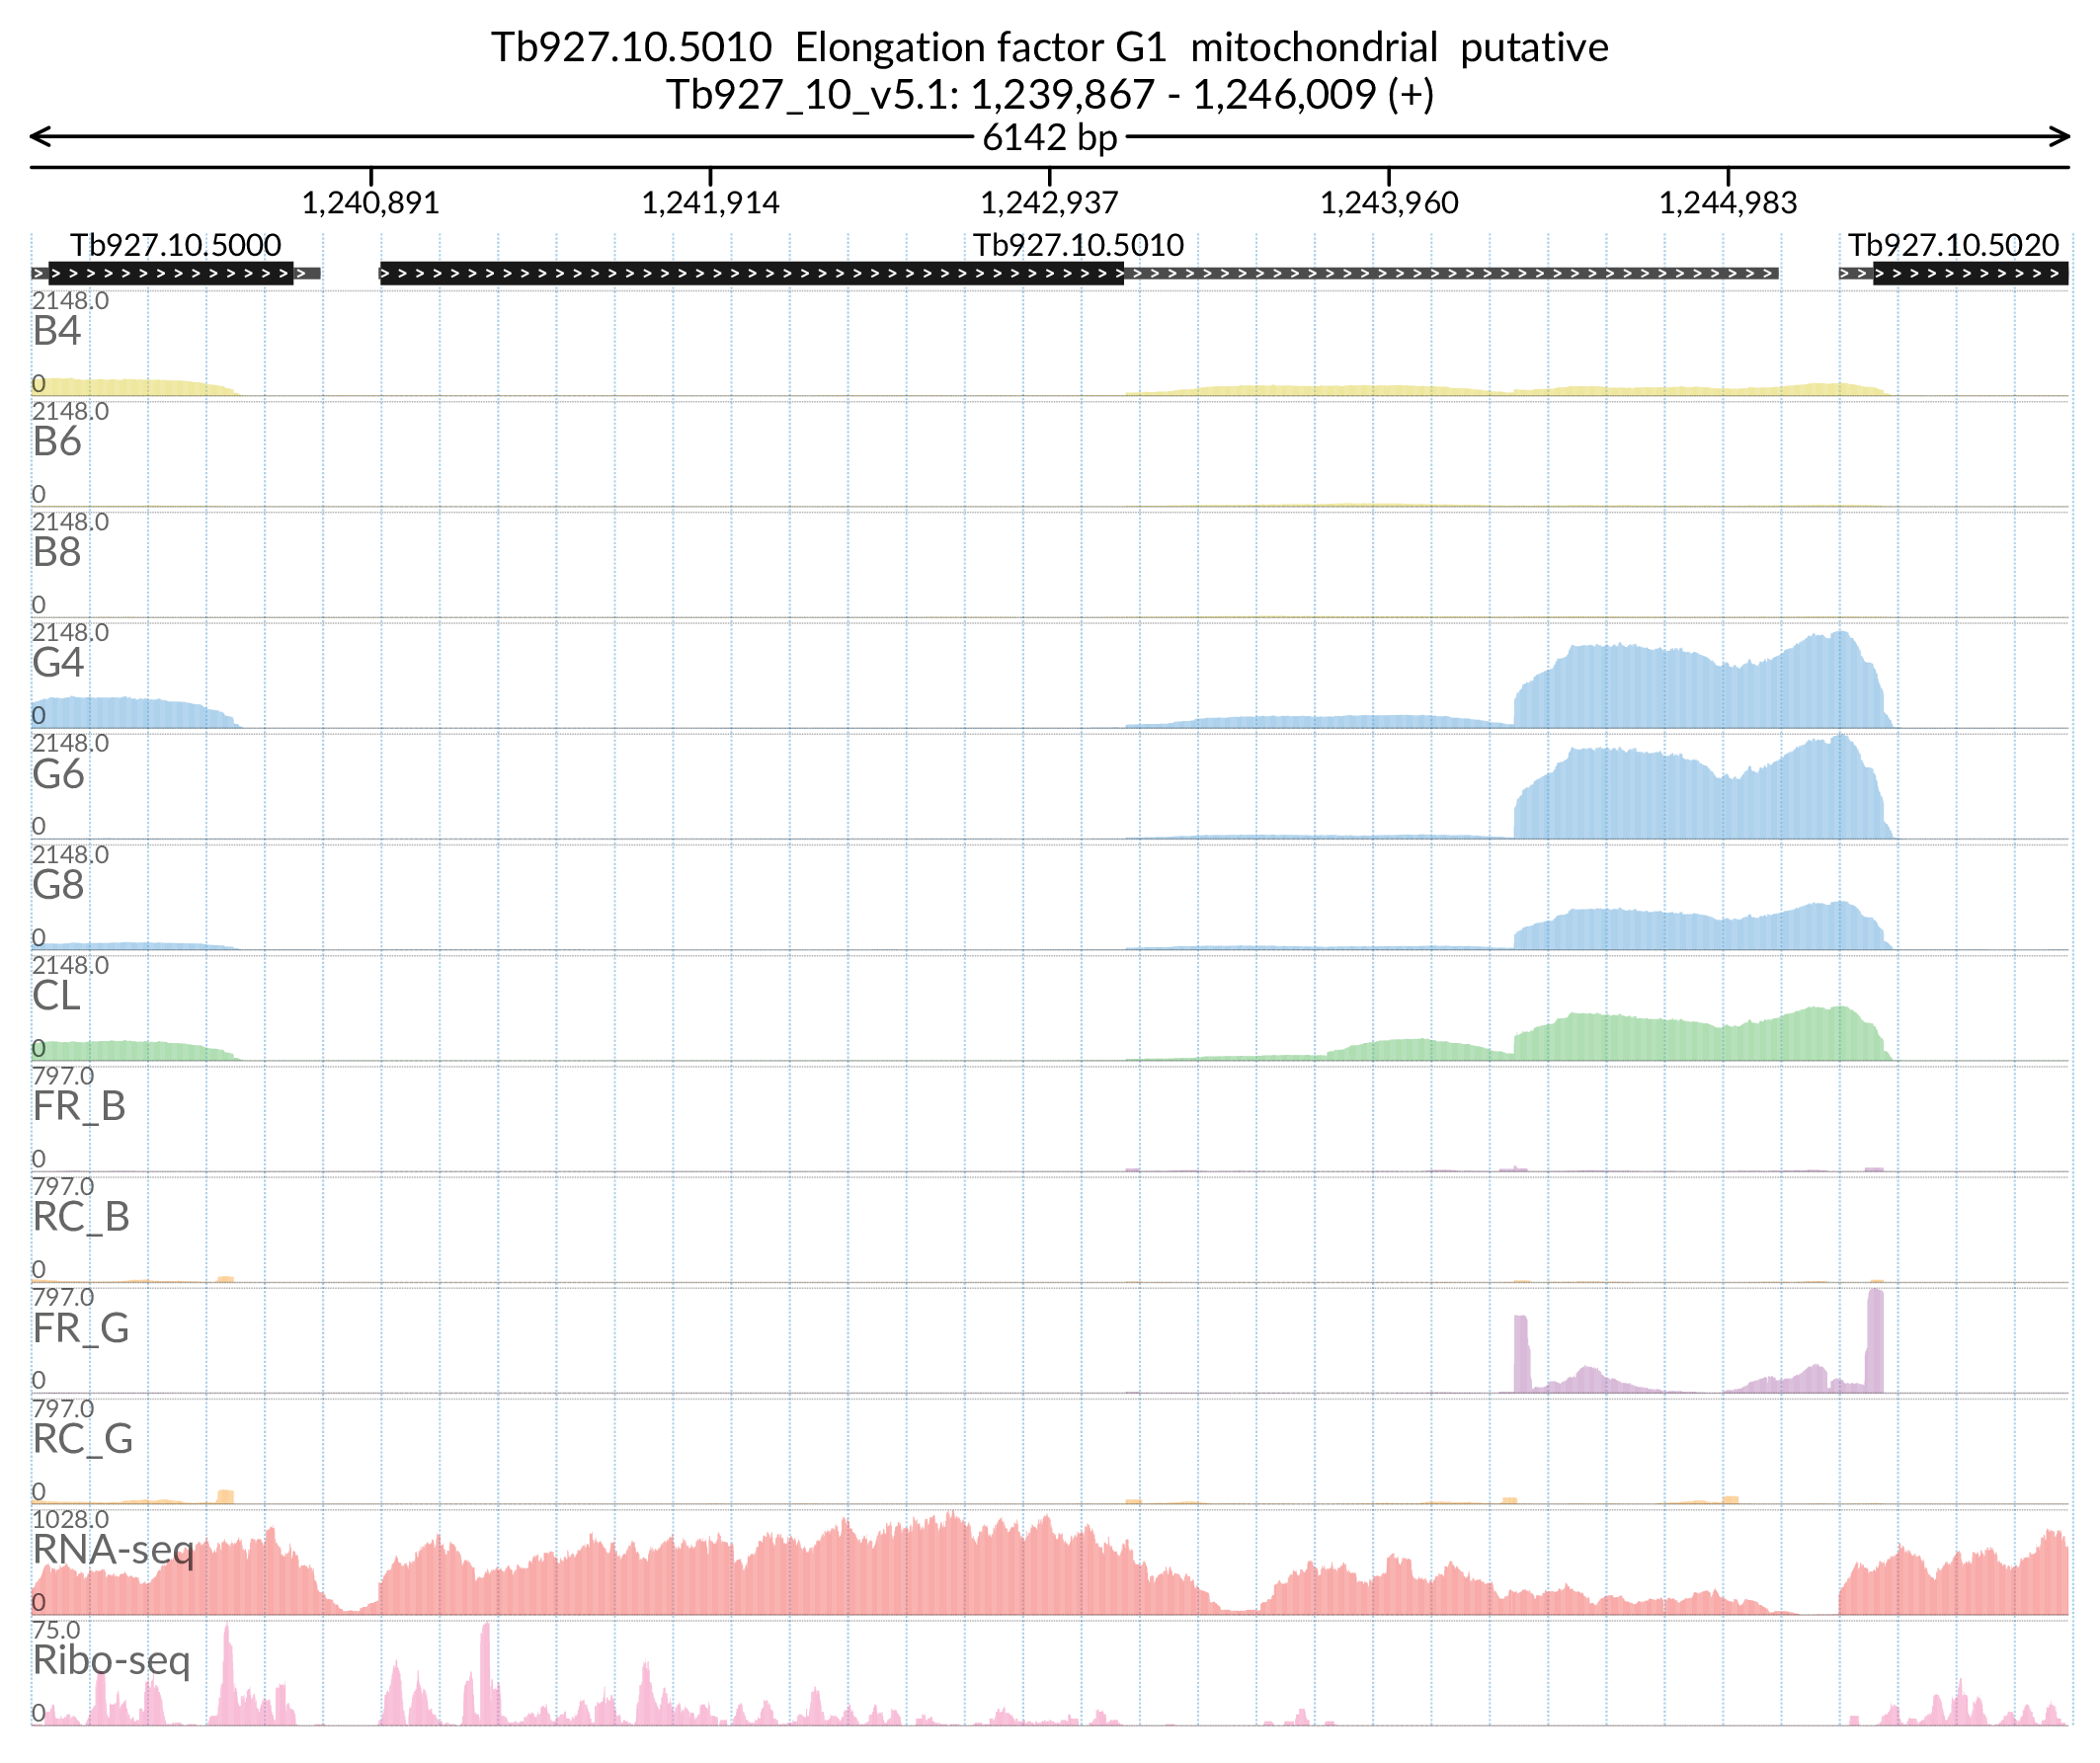 Tb927.10.5010 Elongation factor G1 mitochondrial putative
Tb927_10_v5.1: 1,239,867 - 1,246,009 (+)
6142 bp
1,240,891 1,241,914 1,242,937 1,243,960 1,244,983
Tb927.10.5000 Tb927.10.5010 Tb927.10.5020
2148.0
B4
0
2148.0
B6
0
2148.0
B8
0
2148.0
G4
0
2148.0
G6
0
2148.0
G8
0
2148.0
CL
0
797.0
FR_B
0
797.0
RC_B
0
797.0
FR_G
0
797.0
RC_G
0
1028.0
RNA-seq
0
75.0
Ribo-seq
0